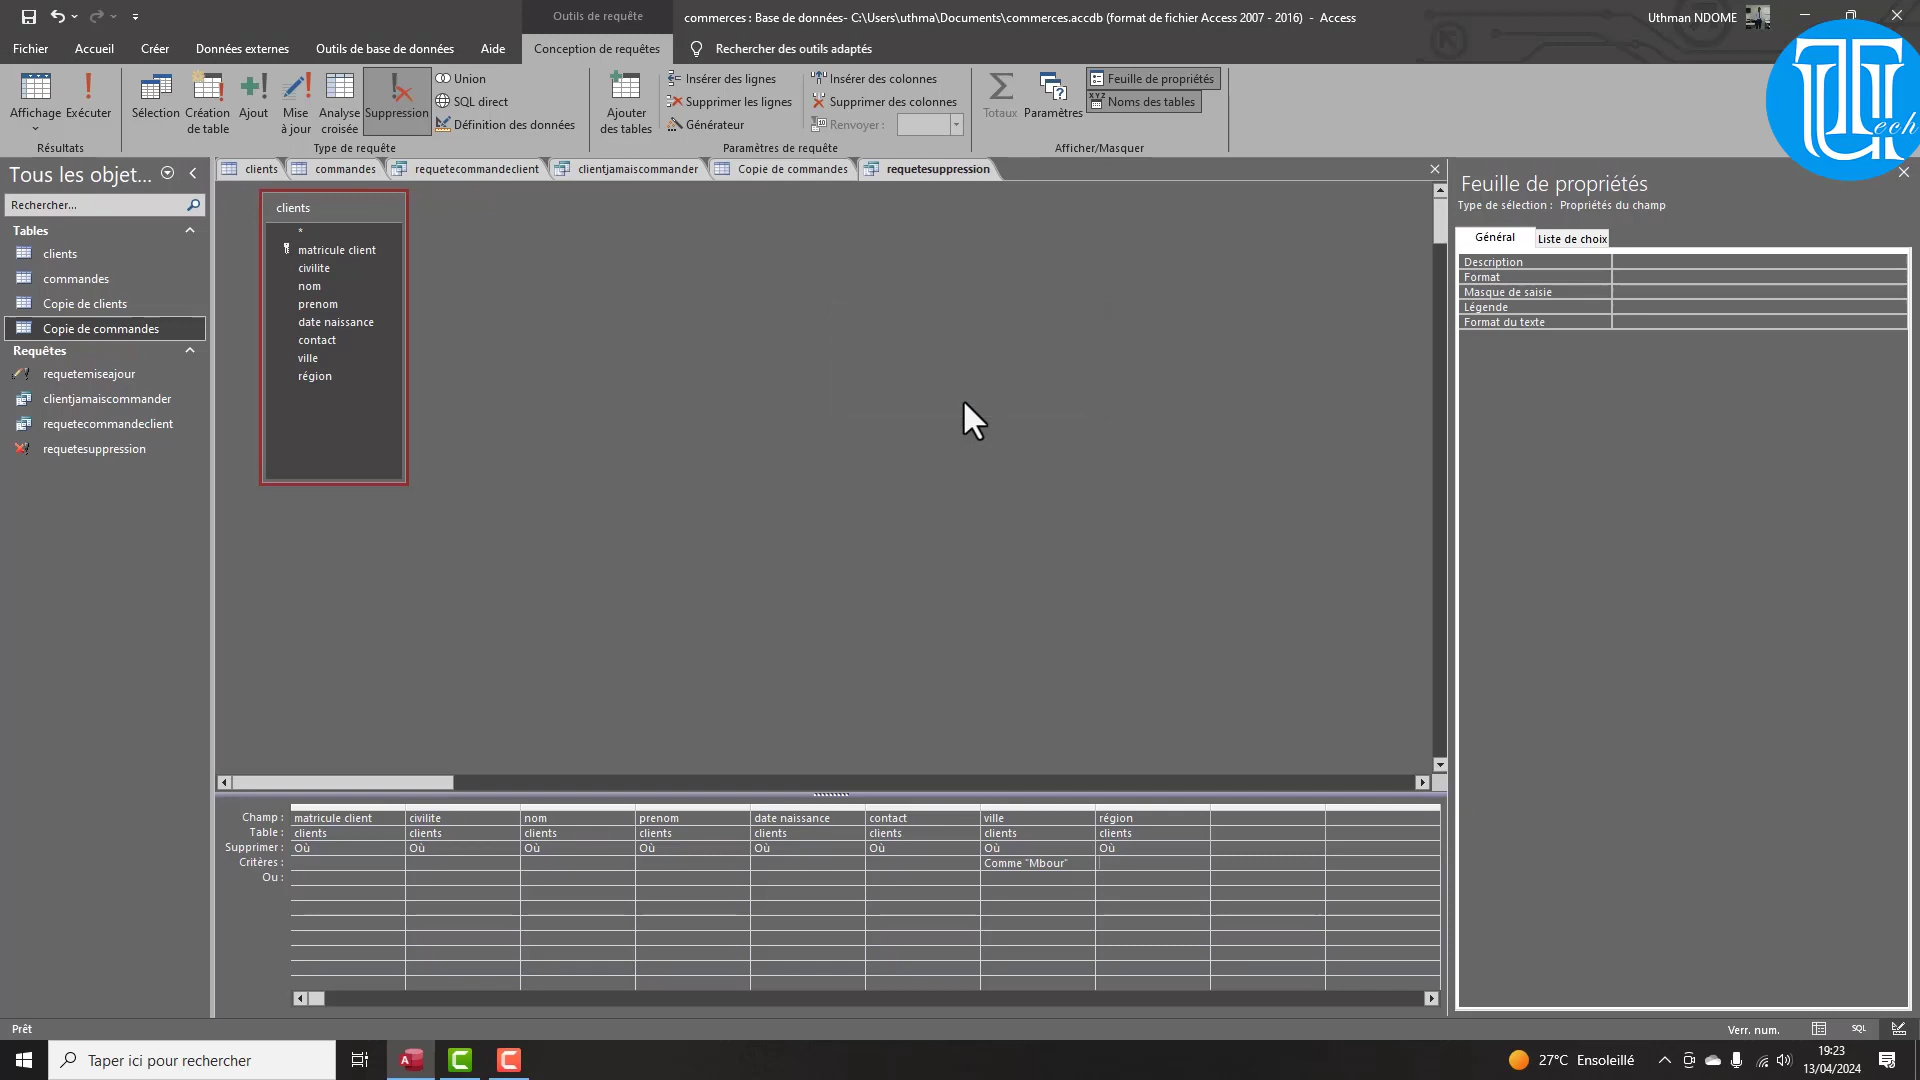 Outils de requête
commerces : Base de données- C:\Users\uthma\Documents\commerces.accdb (format de fichier Access 2007 - 2016) - Access
Uthman NDOME
Fichier
Accueil
Créer
Données externes
Outils de base de données
Aide
Conception de requêtes
Rechercher des outils adaptés
Affichage
Exécuter
Sélection
Création de table
Ajout
Mise à jour
Analyse croisée
Suppression
Union
SQL direct
Définition des données
Ajouter des tables
Insérer des lignes
Supprimer les lignes
Générateur
Insérer des colonnes
Supprimer des colonnes
Renvoyer :
Totaux
Paramètres
Feuille de propriétés
Noms des tables
Résultats
Type de requête
Paramètres de requête
Afficher/Masquer
Tech
Tous les objet...
Rechercher...
Tables
clients
commandes
Copie de clients
Copie de commandes
Requêtes
requetemiseajour
clientjamaiscommander
requetecommandeclient
requetesuppression
clients
commandes
requetecommandeclient
clientjamaiscommander
Copie de commandes
requetesuppression
clients
*
matricule client
civilite
nom
prenom
date naissance
contact
ville
région
Feuille de propriétés
Type de sélection : Propriétés du champ
Général
Liste de choix
Description
Format
Masque de saisie
Légende
Format du texte
Champ : matricule client civilite nom prenom date naissance contact ville région
Table : clients clients clients clients clients clients clients clients
Supprimer : Où Où Où Où Où Où Où Où
Critères : Comme "Mbour"
Ou :
Prêt
Verr. num.
SQL
Taper ici pour rechercher
27°C Ensoleillé
19:23
13/04/2024